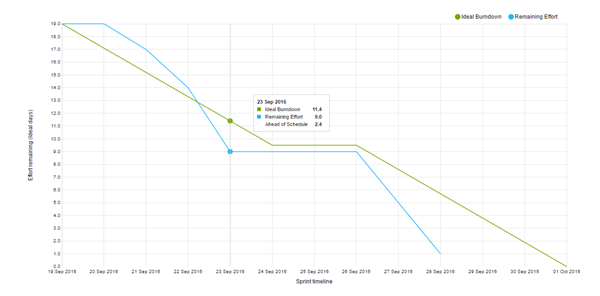 Ideal Burndown Remaining Effort
19.0
18.0
17.0
16.0
15.0
14.0
13.0
12.0
11.0
10.0
9.0
8.0
7.0
6.0
5.0
4.0
3.0
2.0
1.0
0.0
Effort remaining (ideal days)
23 Sep 2016
Ideal Burndown 11.4
Remaining Effort 9.0
Ahead of Schedule 2.4
19 Sep 2016 20 Sep 2016 21 Sep 2016 22 Sep 2016 23 Sep 2016 24 Sep 2016 25 Sep 2016 26 Sep 2016 27 Sep 2016 28 Sep 2016 29 Sep 2016 30 Sep 2016 01 Oct 2016
Sprint timeline